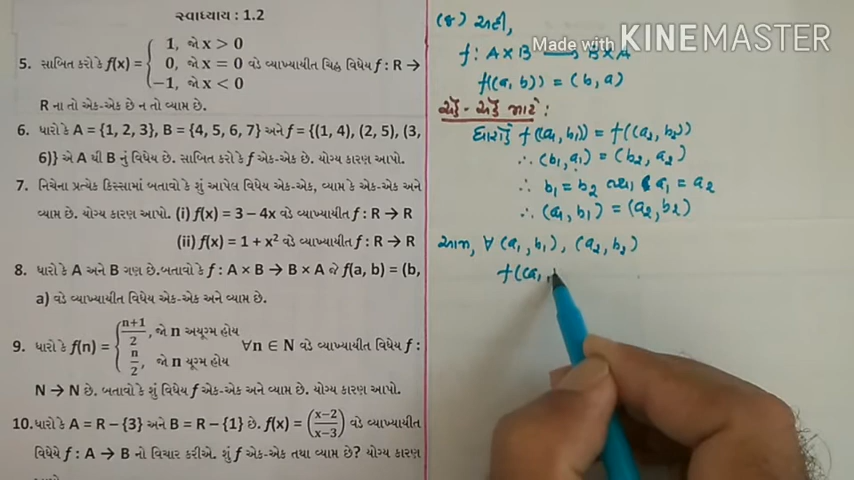 સ્વાધ્યાય : 1.2
5. સાબિત કરો કે f(x) = { 1, જો x > 0
0, જો x = 0 વડે વ્યાખ્યાયીત ચિહ્ન વિધેય f : R →
−1, જો x < 0
R ના તો એક-એક છે ન તો વ્યાપ્ત છે.
6. ધારો કે A = {1, 2, 3}, B = {4, 5, 6, 7} અને f = {(1, 4), (2, 5), (3,
6)} એ A થી B નું વિધેય છે. સાબિત કરો કે f એક-એક છે. યોગ્ય કારણ આપો.
7. નિચેના પ્રત્યેક કિસ્સામાં બતાવો કે શું આપેલ વિધેય એક-એક, વ્યાપ્ત કે એક-એક અને
વ્યાપ્ત છે. યોગ્ય કારણ આપો. (i) f(x) = 3 − 4x વડે વ્યાખ્યાયીત f : R → R
(ii) f(x) = 1 + x² વડે વ્યાખ્યાયીત f : R → R
8. ધારો કે A અને B ગણ છે.બતાવો કે f : A × B → B × A જે f(a, b) = (b,
a) વડે વ્યાખ્યાયીત વિધેય એક-એક અને વ્યાપ્ત છે.
9. ધારો કે f(n) = { n+1/2, જો n અયૂગ્મ હોય ∀n ∈ N વડે વ્યાખ્યાયીત વિધેય f :
n/2, જો n યૂગ્મ હોય
N → N છે. બતાવો કે શું વિધેય f એક-એક અને વ્યાપ્ત છે. યોગ્ય કારણ આપો.
10.ધારો કે A = R − {3} અને B = R − {1} છે. f(x) = (x−2/x−3) વડે વ્યાખ્યાયીત
વિધેયે f : A → B નો વિચાર કરીએ. શું f એક-એક તથા વ્યાપ્ત છે? યોગ્ય કારણ
(૮) અહી,
Made with KINEMASTER
f : A × B → B × A
f((a, b)) = (b, a)
એક-એક માટે :
ધારોકે f((a₁, b₁)) = f((a₂, b₂))
∴ (b₁, a₁) = (b₂, a₂)
∴ b₁ = b₂ તથા a₁ = a₂
∴ (a₁, b₁) = (a₂, b₂)
આમ, ∀ (a₁, b₁), (a₂, b₂)
f((a₁,